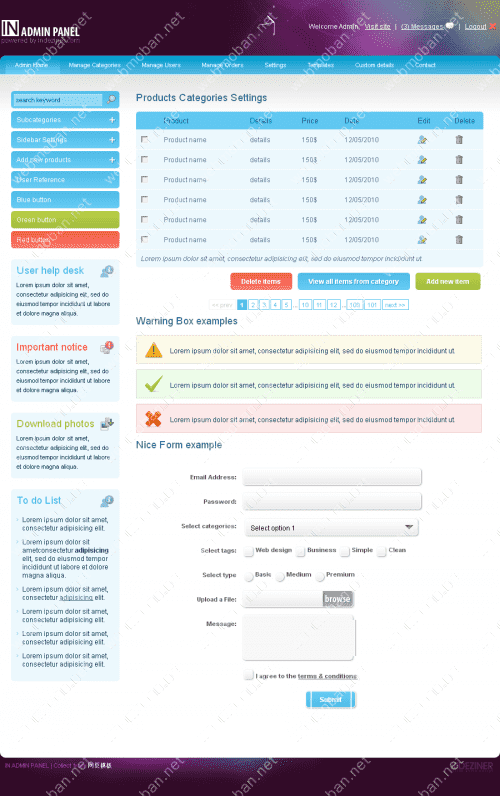 IN ADMIN PANEL
powered by indeziner.com
Welcome Admin, Visit site | (3) Messages | Logout
Admin Home Manage Categories Manage Users Manage Orders Settings Templates Custom details Contact
search keyword
Subcategories +
Sidebar Settings +
Add new products +
User Reference
Blue button
Green button
Red button
User help desk
Lorem ipsum dolor sit amet,
consectetur adipisicing elit, sed do
eiusmod tempor incididunt ut labore
et dolore magna aliqua.
Important notice
Lorem ipsum dolor sit amet,
consectetur adipisicing elit, sed do
eiusmod tempor incididunt ut labore
et dolore magna aliqua.
Download photos
Lorem ipsum dolor sit amet,
consectetur adipisicing elit, sed do
eiusmod tempor incididunt ut labore
et dolore magna aliqua.
To do List
Lorem ipsum dolor sit amet,
consectetur adipisicing elit.
Lorem ipsum dolor sit
ametconsectetur adipisicing
elit, sed do eiusmod tempor
incididunt ut labore et dolore
magna aliqua.
Lorem ipsum dolor sit amet,
consectetur adipisicing elit.
Lorem ipsum dolor sit amet,
consectetur adipisicing elit.
Lorem ipsum dolor sit amet,
consectetur adipisicing elit.
Lorem ipsum dolor sit amet,
consectetur adipisicing elit.
Products Categories Settings
Product Details Price Date Edit Delete
Product name details 150$ 12/05/2010
Product name details 150$ 12/05/2010
Product name details 150$ 12/05/2010
Product name details 150$ 12/05/2010
Product name details 150$ 12/05/2010
Product name details 150$ 12/05/2010
Lorem ipsum dolor sit amet, consectetur adipisicing elit, sed do eiusmod tempor incididunt ut.
Delete items View all items from category Add new item
<< prev 1 2 3 4 5 ... 10 11 12 ... 100 101 next >>
Warning Box examples
Lorem ipsum dolor sit amet, consectetur adipisicing elit, sed do eiusmod tempor incididunt ut.
Lorem ipsum dolor sit amet, consectetur adipisicing elit, sed do eiusmod tempor incididunt ut.
Lorem ipsum dolor sit amet, consectetur adipisicing elit, sed do eiusmod tempor incididunt ut.
Nice Form example
Email Address:
Password:
Select categories: Select option 1
Select tags: Web design Business Simple Clean
Select type Basic Medium Premium
Upload a File: browse
Message:
I agree to the terms & conditions
Submit
IN ADMIN PANEL | Collect from 网页模板